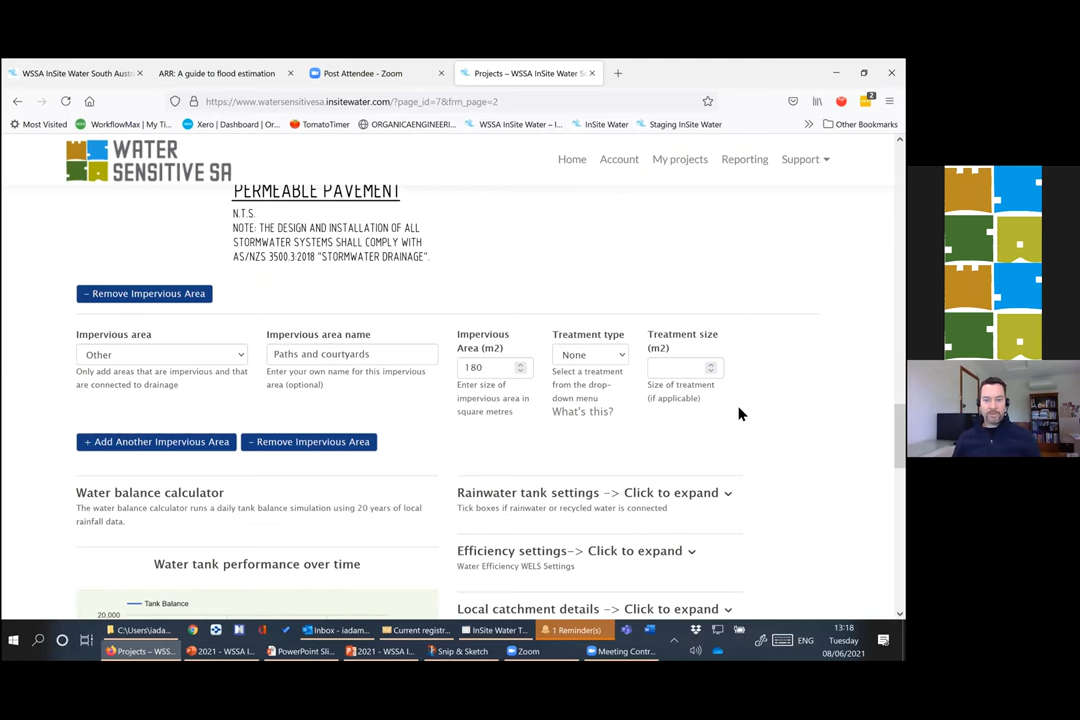 WSSA InSite Water South Austr
ARR: A guide to flood estimation
Post Attendee - Zoom
Projects – WSSA InSite Water S
https://www.watersensitivesa.insitewater.com/?page_id=7&frm_page=2
2
Most Visited
WorkflowMax | My Ti...
Xero | Dashboard | Or...
TomatoTimer
ORGANICAENGINEERI...
WSSA InSite Water – I...
InSite Water
Staging InSite Water
Other Bookmarks
WATER
SENSITIVE SA
Home
Account
My projects
Reporting
Support
PERMEABLE PAVEMENT
N.T.S.
NOTE: THE DESIGN AND INSTALLATION OF ALL
STORMWATER SYSTEMS SHALL COMPLY WITH
AS/NZS 3500.3:2018 "STORMWATER DRAINAGE".
– Remove Impervious Area
Impervious area
Other
Only add areas that are impervious and that
are connected to drainage
Impervious area name
Paths and courtyards
Enter your own name for this impervious
area (optional)
Impervious
Area (m2)
180
Enter size of
impervious area in
square metres
Treatment type
None
Select a treatment
from the drop-
down menu
What's this?
Treatment size
(m2)
Size of treatment
(if applicable)
+ Add Another Impervious Area
– Remove Impervious Area
Water balance calculator
The water balance calculator runs a daily tank balance simulation using 20 years of local
rainfall data.
Water tank performance over time
Tank Balance
20,000
Rainwater tank settings -> Click to expand
Tick boxes if rainwater or recycled water is connected
Efficiency settings-> Click to expand
Water Efficiency WELS Settings
Local catchment details -> Click to expand
C:\Users\iadam...
Inbox - iadam...
Current registr...
InSite Water T...
1 Reminder(s)
ENG
13:18
Tuesday
08/06/2021
Projects – WSS...
2021 - WSSA I...
PowerPoint Sli...
2021 - WSSA I...
Snip & Sketch
Zoom
Meeting Contr...